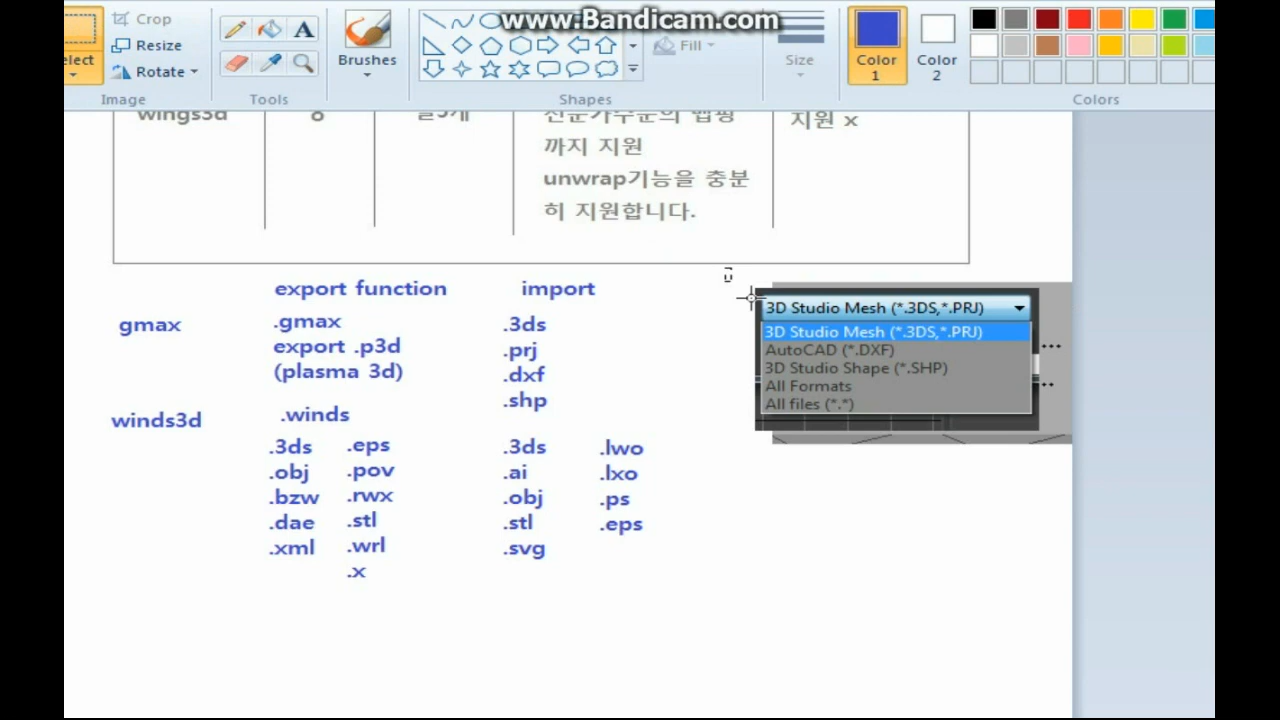 www.Bandicam.com
Crop
Resize
Rotate
Image
Tools
Brushes
Fill
Shapes
Size
Color 1
Color 2
Colors
wings3d
까지 지원
unwrap기능을 충분
히 지원합니다.
지원 x
export function import
gmax .gmax .3ds
export .p3d .prj
(plasma 3d) .dxf
.shp
winds3d .winds
.3ds .eps .3ds .lwo
.obj .pov .ai .lxo
.bzw .rwx .obj .ps
.dae .stl .stl .eps
.xml .wrl .svg
.x
3D Studio Mesh (*.3DS,*.PRJ)
3D Studio Mesh (*.3DS,*.PRJ)
AutoCAD (*.DXF)
3D Studio Shape (*.SHP)
All Formats
All files (*.*)